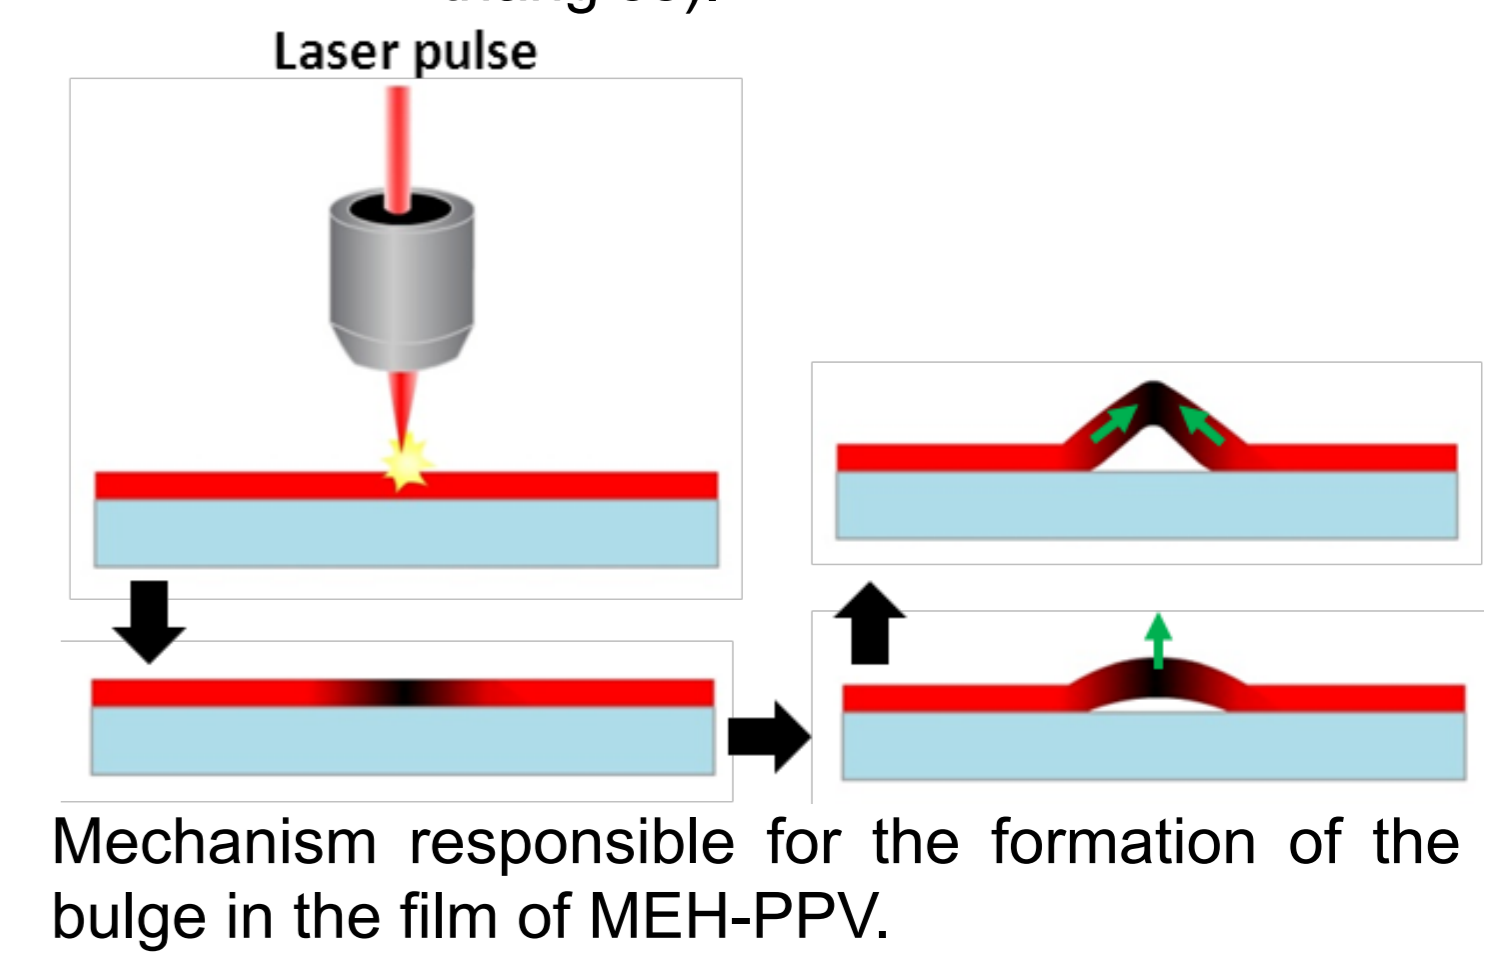 Laser pulse
Mechanism responsible for the formation of the
bulge in the film of MEH-PPV.